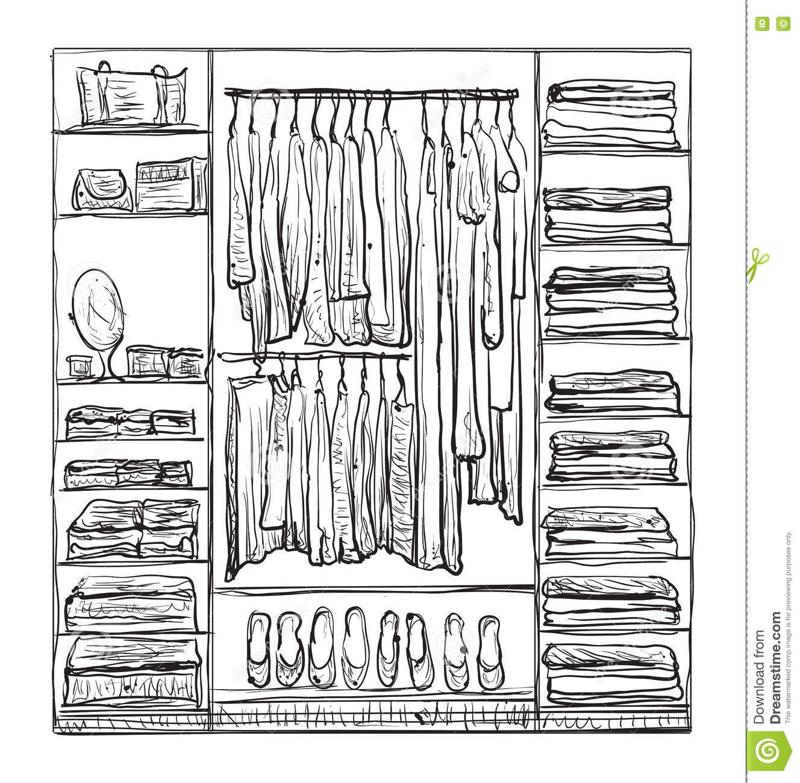 Download from
Dreamstime.com
This watermarked comp image is for previewing purposes only.